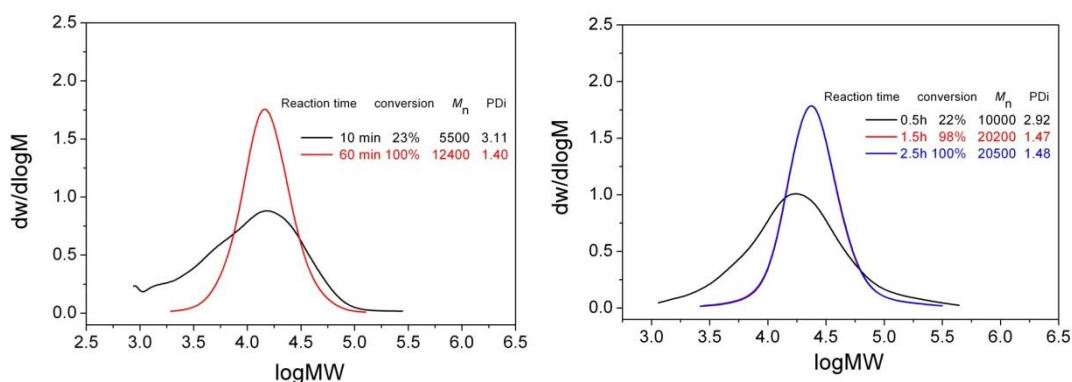 2.5
2.0
1.5
1.0
0.5
0.0
dw/dlogM
Reaction time conversion Mn PDi
10 min 23% 5500 3.11
60 min 100% 12400 1.40
2.5 3.0 3.5 4.0 4.5 5.0 5.5 6.0 6.5
logMW
2.5
2.0
1.5
1.0
0.5
0.0
dw/dlogM
Reaction time conversion Mn PDi
0.5h 22% 10000 2.92
1.5h 98% 20200 1.47
2.5h 100% 20500 1.48
3.0 3.5 4.0 4.5 5.0 5.5 6.0 6.5
logMW